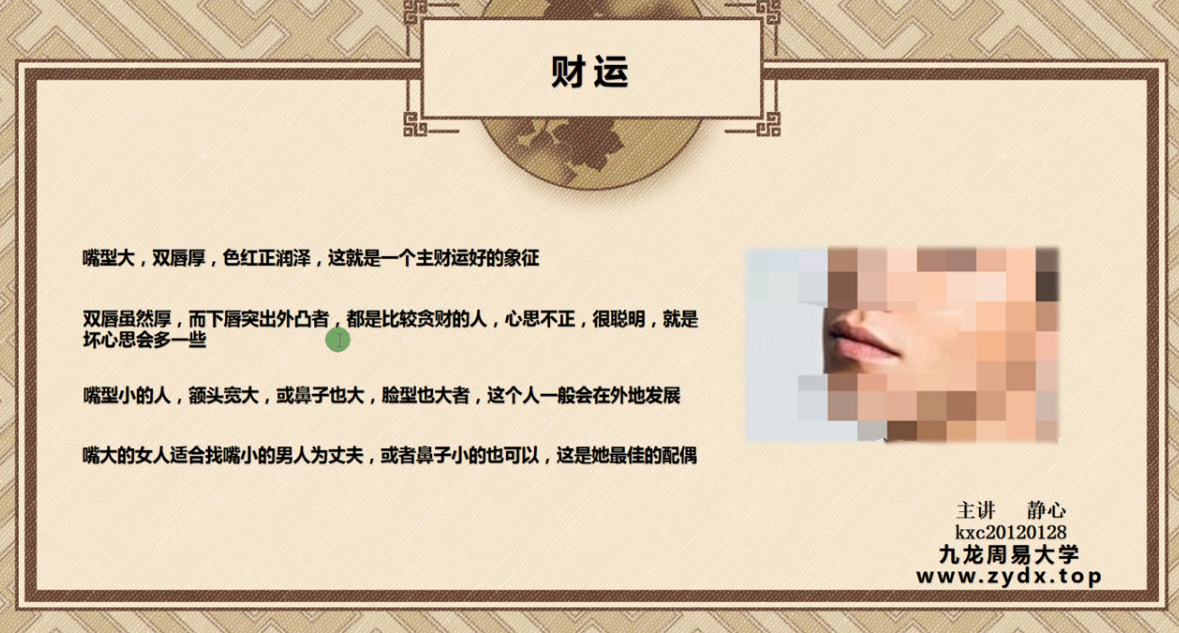 财运
嘴型大，双唇厚，色红正润泽，这就是一个主财运好的象征
双唇虽然厚，而下唇突出外凸者，都是比较贪财的人，心思不正，很聪明，就是
坏心思会多一些
嘴型小的人，额头宽大，或鼻子也大，脸型也大者，这个人一般会在外地发展
嘴大的女人适合找嘴小的男人为丈夫，或者鼻子小的也可以，这是她最佳的配偶
主讲 静心
kxc20120128
九龙周易大学
www.zydx.top